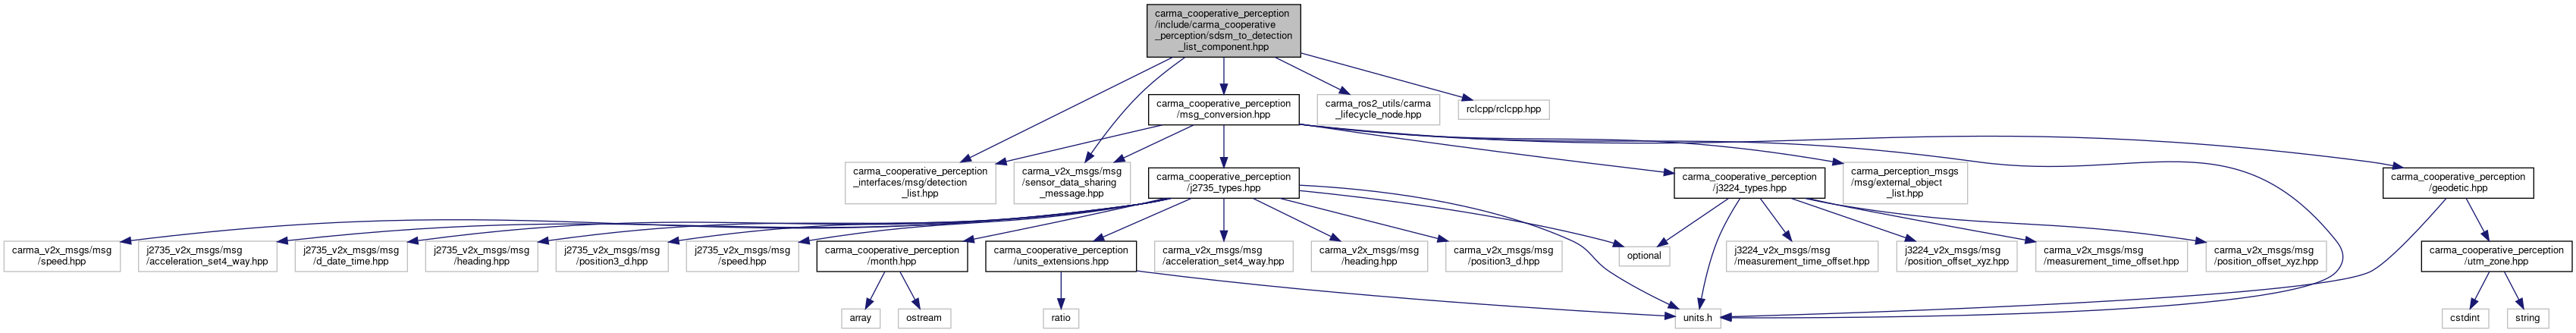 carma_cooperative_perception
/include/carma_cooperative
_perception/sdsm_to_detection
_list_component.hpp
carma_cooperative_perception
/msg_conversion.hpp
carma_ros2_utils/carma
_lifecycle_node.hpp
rclcpp/rclcpp.hpp
carma_cooperative_perception
_interfaces/msg/detection
_list.hpp
carma_v2x_msgs/msg
/sensor_data_sharing
_message.hpp
carma_cooperative_perception
/j2735_types.hpp
carma_cooperative_perception
/j3224_types.hpp
carma_perception_msgs
/msg/external_object
_list.hpp
carma_cooperative_perception
/geodetic.hpp
carma_v2x_msgs/msg
/speed.hpp
j2735_v2x_msgs/msg
/acceleration_set4_way.hpp
j2735_v2x_msgs/msg
/d_date_time.hpp
j2735_v2x_msgs/msg
/heading.hpp
j2735_v2x_msgs/msg
/position3_d.hpp
j2735_v2x_msgs/msg
/speed.hpp
carma_cooperative_perception
/month.hpp
carma_cooperative_perception
/units_extensions.hpp
carma_v2x_msgs/msg
/acceleration_set4_way.hpp
carma_v2x_msgs/msg
/heading.hpp
carma_v2x_msgs/msg
/position3_d.hpp
optional
j3224_v2x_msgs/msg
/measurement_time_offset.hpp
j3224_v2x_msgs/msg
/position_offset_xyz.hpp
carma_v2x_msgs/msg
/measurement_time_offset.hpp
carma_v2x_msgs/msg
/position_offset_xyz.hpp
carma_cooperative_perception
/utm_zone.hpp
array
ostream
ratio
units.h
cstdint
string